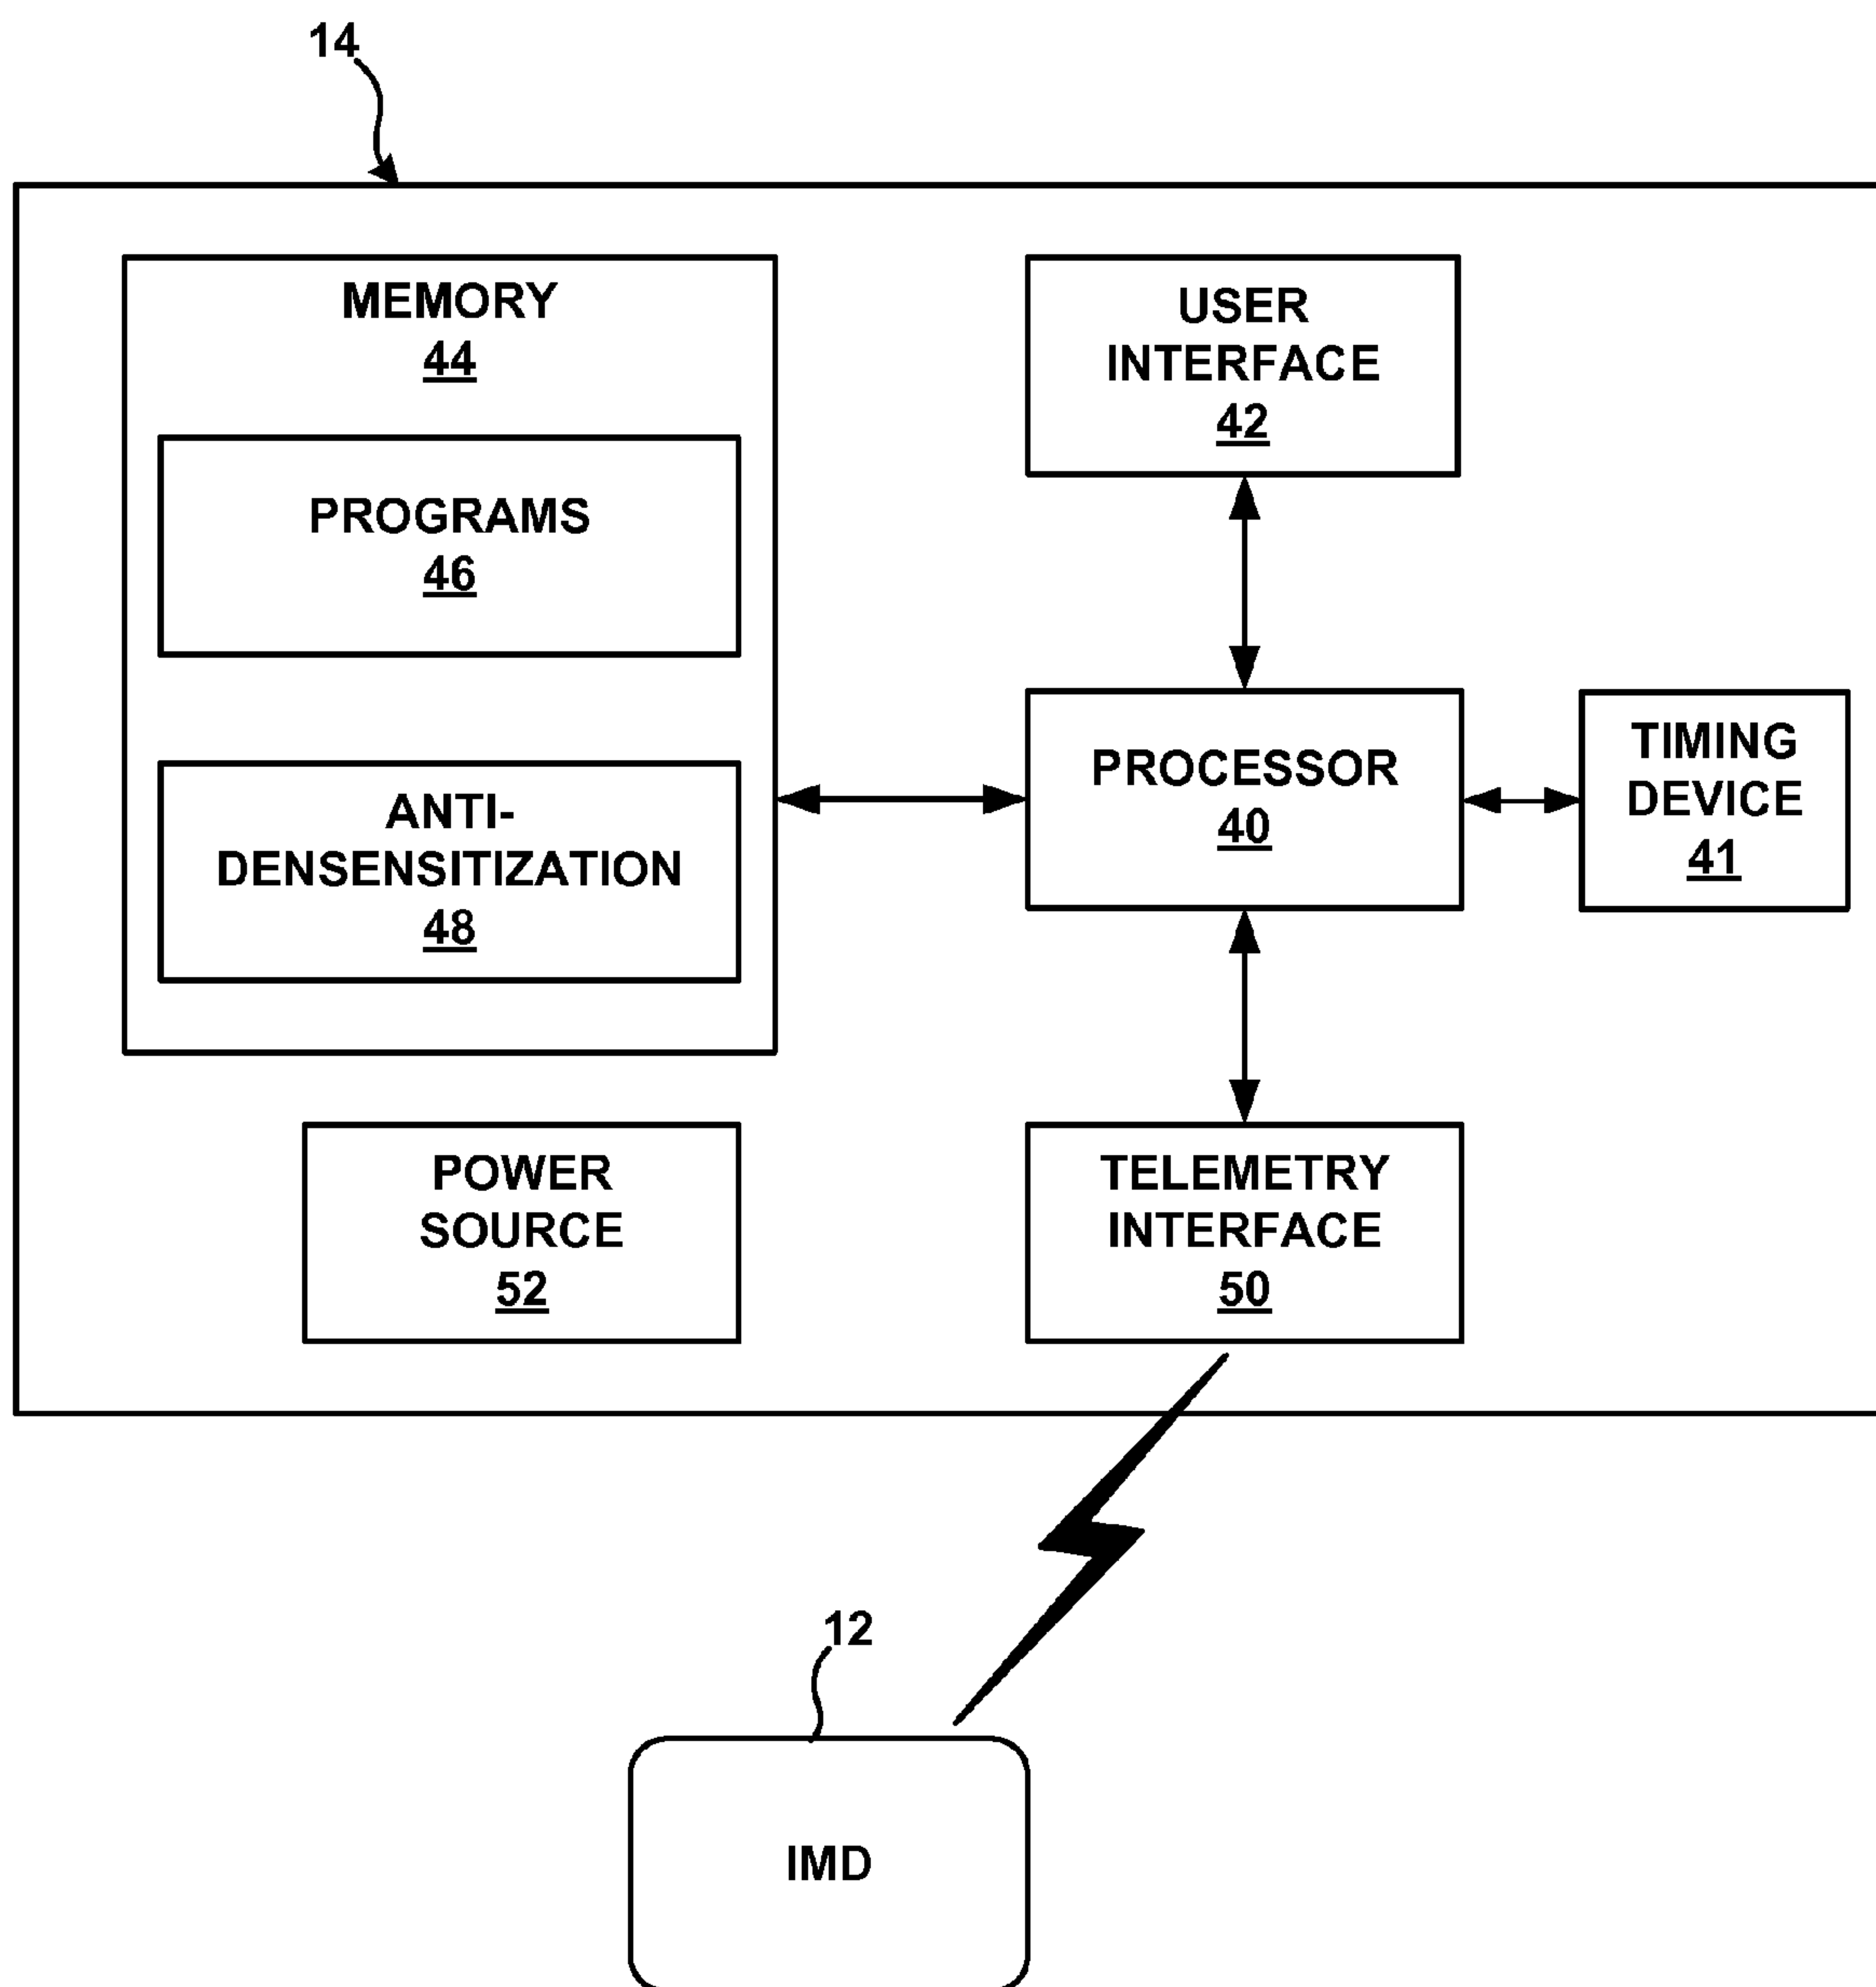 14
MEMORY
44
PROGRAMS
46
ANTI-
DENSENSITIZATION
48
USER
INTERFACE
42
PROCESSOR
40
TIMING
DEVICE
41
POWER
SOURCE
52
TELEMETRY
INTERFACE
50
12
IMD